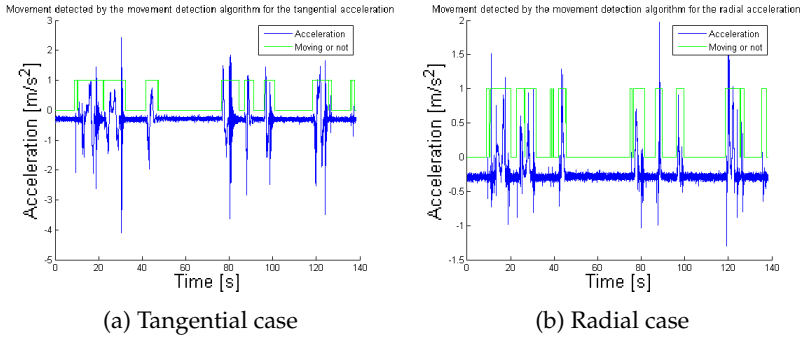 Movement detected by the movement detection algorithm for the tangential acceleration
3
2
1
0
-1
-2
-3
-4
-5
0 20 40 60 80 100 120 140
Acceleration [m/s²]
Time [s]
Acceleration
Moving or not
(a) Tangential case
Movement detected by the movement detection algorithm for the radial acceleration
2
1.5
1
0.5
0
-0.5
-1
-1.5
0 20 40 60 80 100 120 140
Acceleration [m/s²]
Time [s]
Acceleration
Moving or not
(b) Radial case